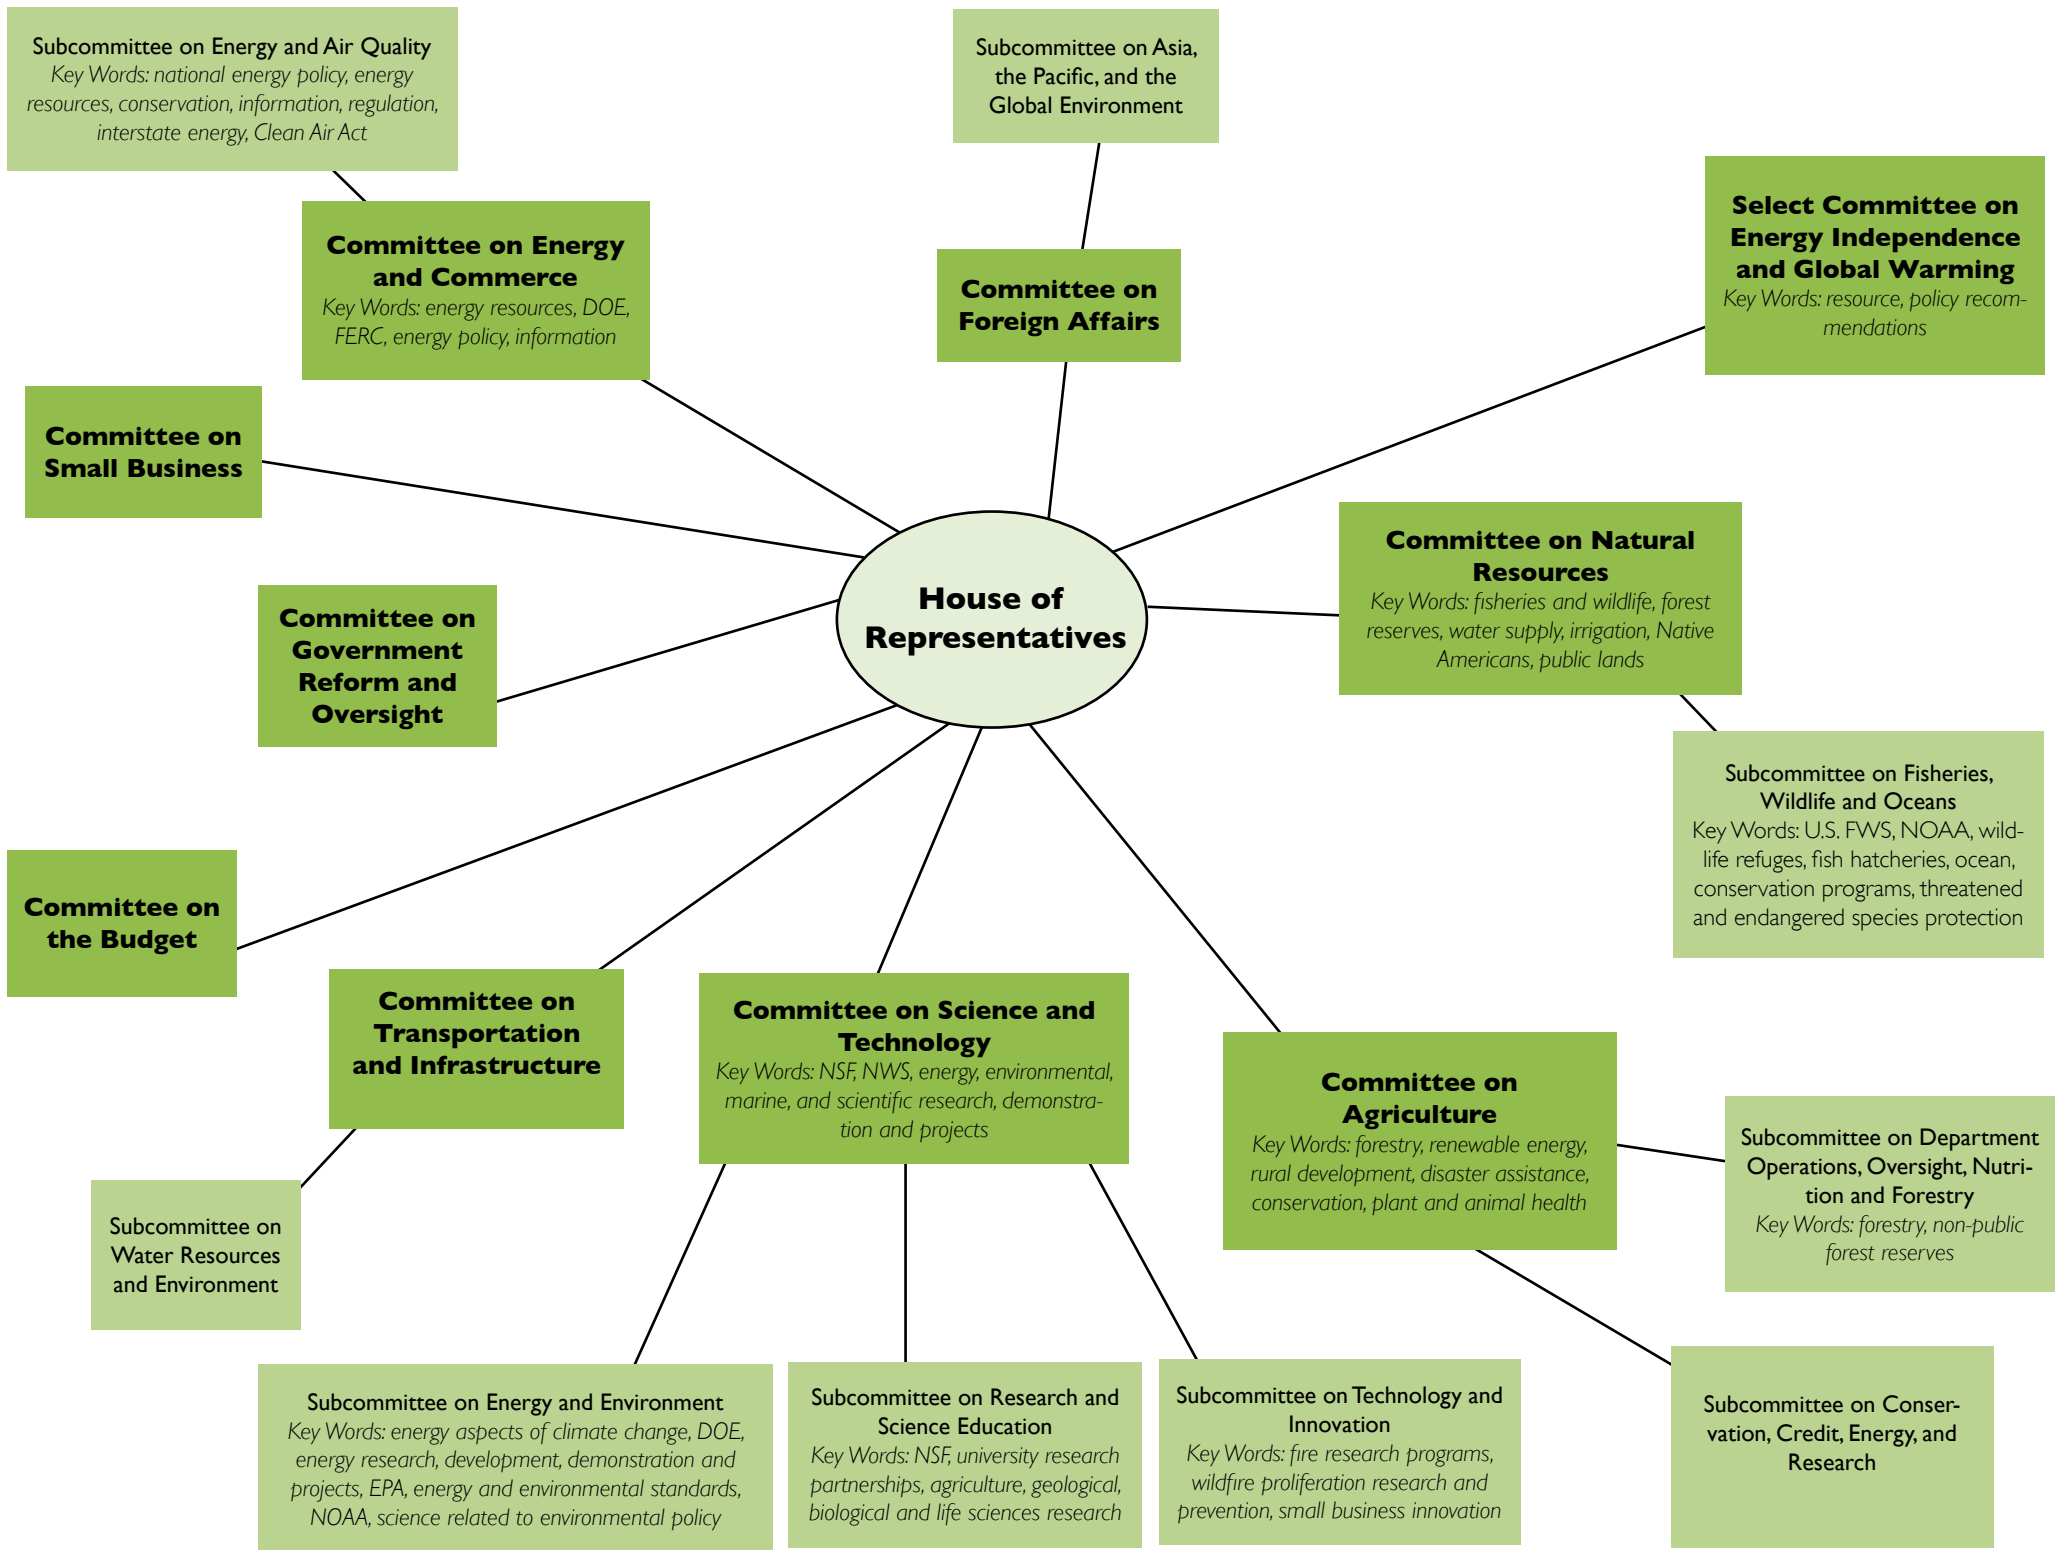 Subcommittee on Energy and Air Quality
Key Words: national energy policy, energy
resources, conservation, information, regulation,
interstate energy, Clean Air Act
Subcommittee on Asia,
the Pacific, and the
Global Environment
Select Committee on
Energy Independence
and Global Warming
Key Words: resource, policy recom-
mendations
Committee on Energy
and Commerce
Key Words: energy resources, DOE,
FERC, energy policy, information
Committee on
Foreign Affairs
Committee on
Small Business
Committee on Natural
Resources
Key Words: fisheries and wildlife, forest
reserves, water supply, irrigation, Native
Americans, public lands
House of
Representatives
Committee on
Government
Reform and
Oversight
Subcommittee on Fisheries,
Wildlife and Oceans
Key Words: U.S. FWS, NOAA, wild-
life refuges, fish hatcheries, ocean,
conservation programs, threatened
and endangered species protection
Committee on
the Budget
Committee on
Transportation
and Infrastructure
Committee on Science and
Technology
Key Words: NSF, NWS, energy, environmental,
marine, and scientific research, demonstra-
tion and projects
Committee on
Agriculture
Key Words: forestry, renewable energy,
rural development, disaster assistance,
conservation, plant and animal health
Subcommittee on Department
Operations, Oversight, Nutri-
tion and Forestry
Key Words: forestry, non-public
forest reserves
Subcommittee on
Water Resources
and Environment
Subcommittee on Energy and Environment
Key Words: energy aspects of climate change, DOE,
energy research, development, demonstration and
projects, EPA, energy and environmental standards,
NOAA, science related to environmental policy
Subcommittee on Research and
Science Education
Key Words: NSF, university research
partnerships, agriculture, geological,
biological and life sciences research
Subcommittee on Technology and
Innovation
Key Words: fire research programs,
wildfire proliferation research and
prevention, small business innovation
Subcommittee on Conser-
vation, Credit, Energy, and
Research